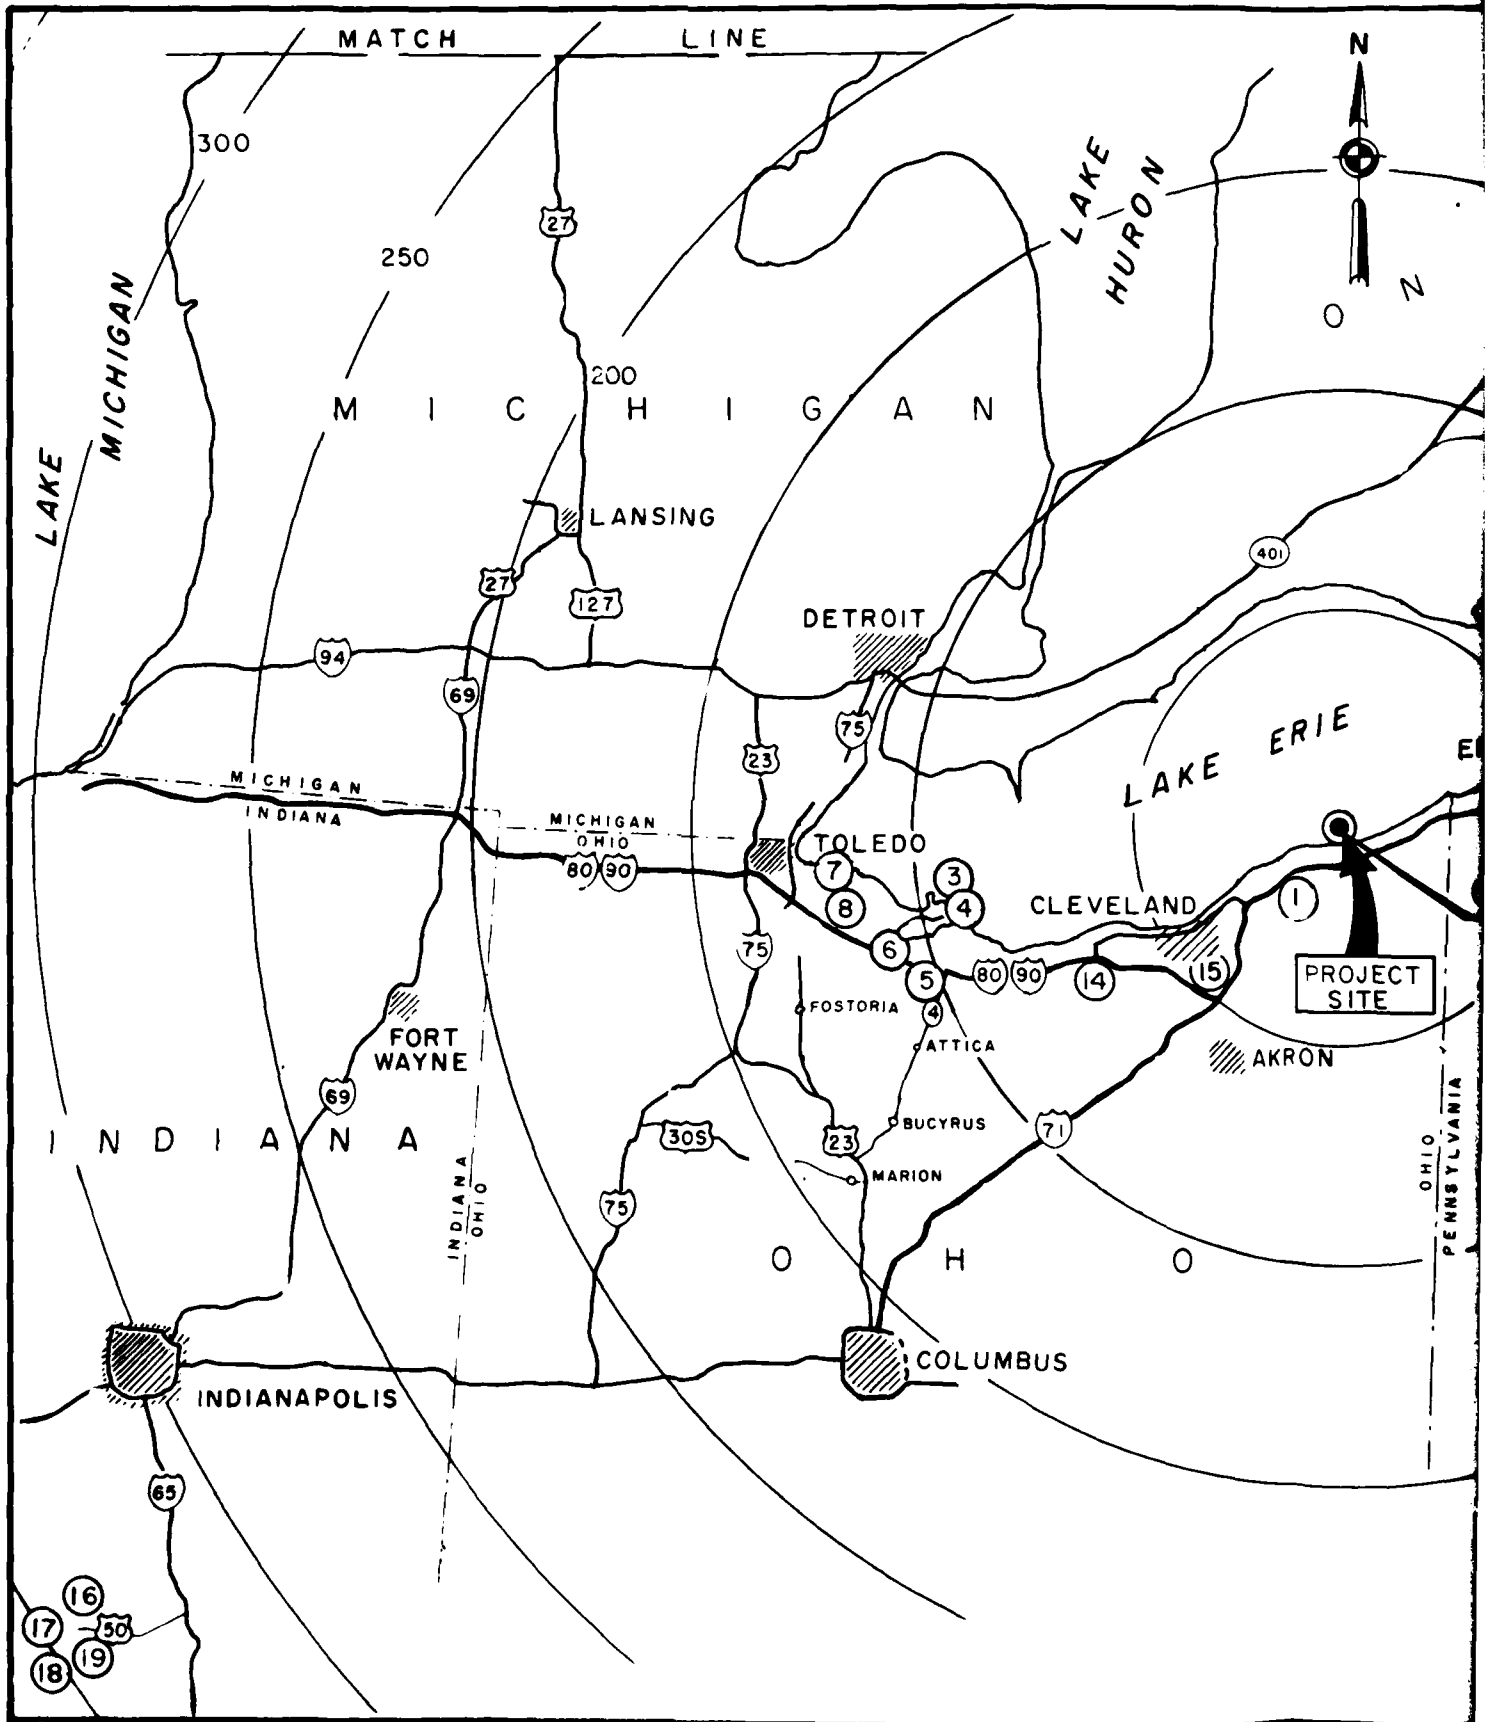 MATCH LINE
N
300
LAKE HURON
27
250
O N
LAKE MICHIGAN
200
MICHIGAN
LANSING
401
27
127
DETROIT
94
69
75
23
LAKE ERIE
MICHIGAN
INDIANA
MICHIGAN
OHIO
TOLEDO
80 90
7
3
8
4
CLEVELAND
1
6
75
5
80 90
14
15
PROJECT
SITE
FOSTORIA
4
ATTICA
FORT
WAYNE
AKRON
69
BUCYRUS
71
INDIANA
30S
23
MARION
75
INDIANA
OHIO
OHIO
PENNSYLVANIA
OHIO
COLUMBUS
INDIANAPOLIS
65
16
17
50
19
18